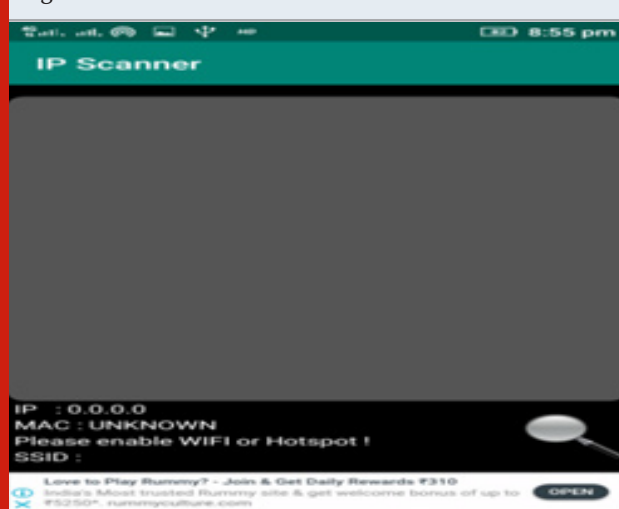 8:55 pm
IP Scanner
IP : 0.0.0.0
MAC : UNKNOWN
Please enable WIFI or Hotspot !
SSID :
Love to Play Rummy? - Join & Get Daily Rewards ₹310
India's Most trusted Rummy site & get welcome bonus of up to
OPEN
₹5250*. rummyculture.com